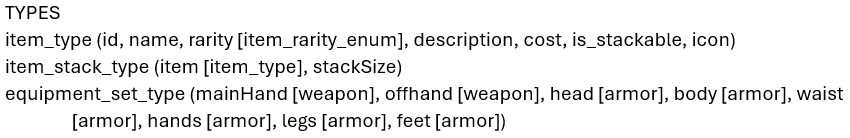 TYPES
item_type (id, name, rarity [item_rarity_enum], description, cost, is_stackable, icon)
item_stack_type (item [item_type], stackSize)
equipment_set_type (mainHand [weapon], offhand [weapon], head [armor], body [armor], waist
[armor], hands [armor], legs [armor], feet [armor])